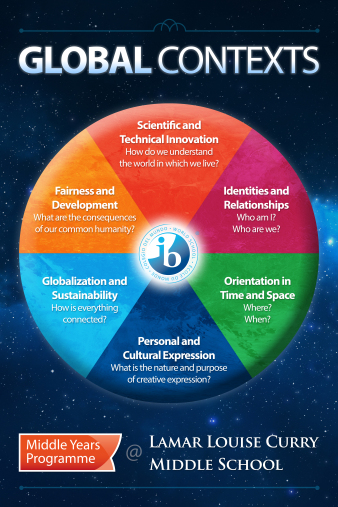 GLOBAL CONTEXTS
Scientific and
Technical Innovation
How do we understand
the world in which we live?
Fairness and
Development
What are the consequences
of our common humanity?
Identities and
Relationships
Who am I?
Who are we?
ib
Globalization and
Sustainability
How is everything
connected?
Orientation in
Time and Space
Where?
When?
Personal and
Cultural Expression
What is the nature and purpose
of creative expression?
Middle Years
Programme
@
Lamar Louise Curry
Middle School